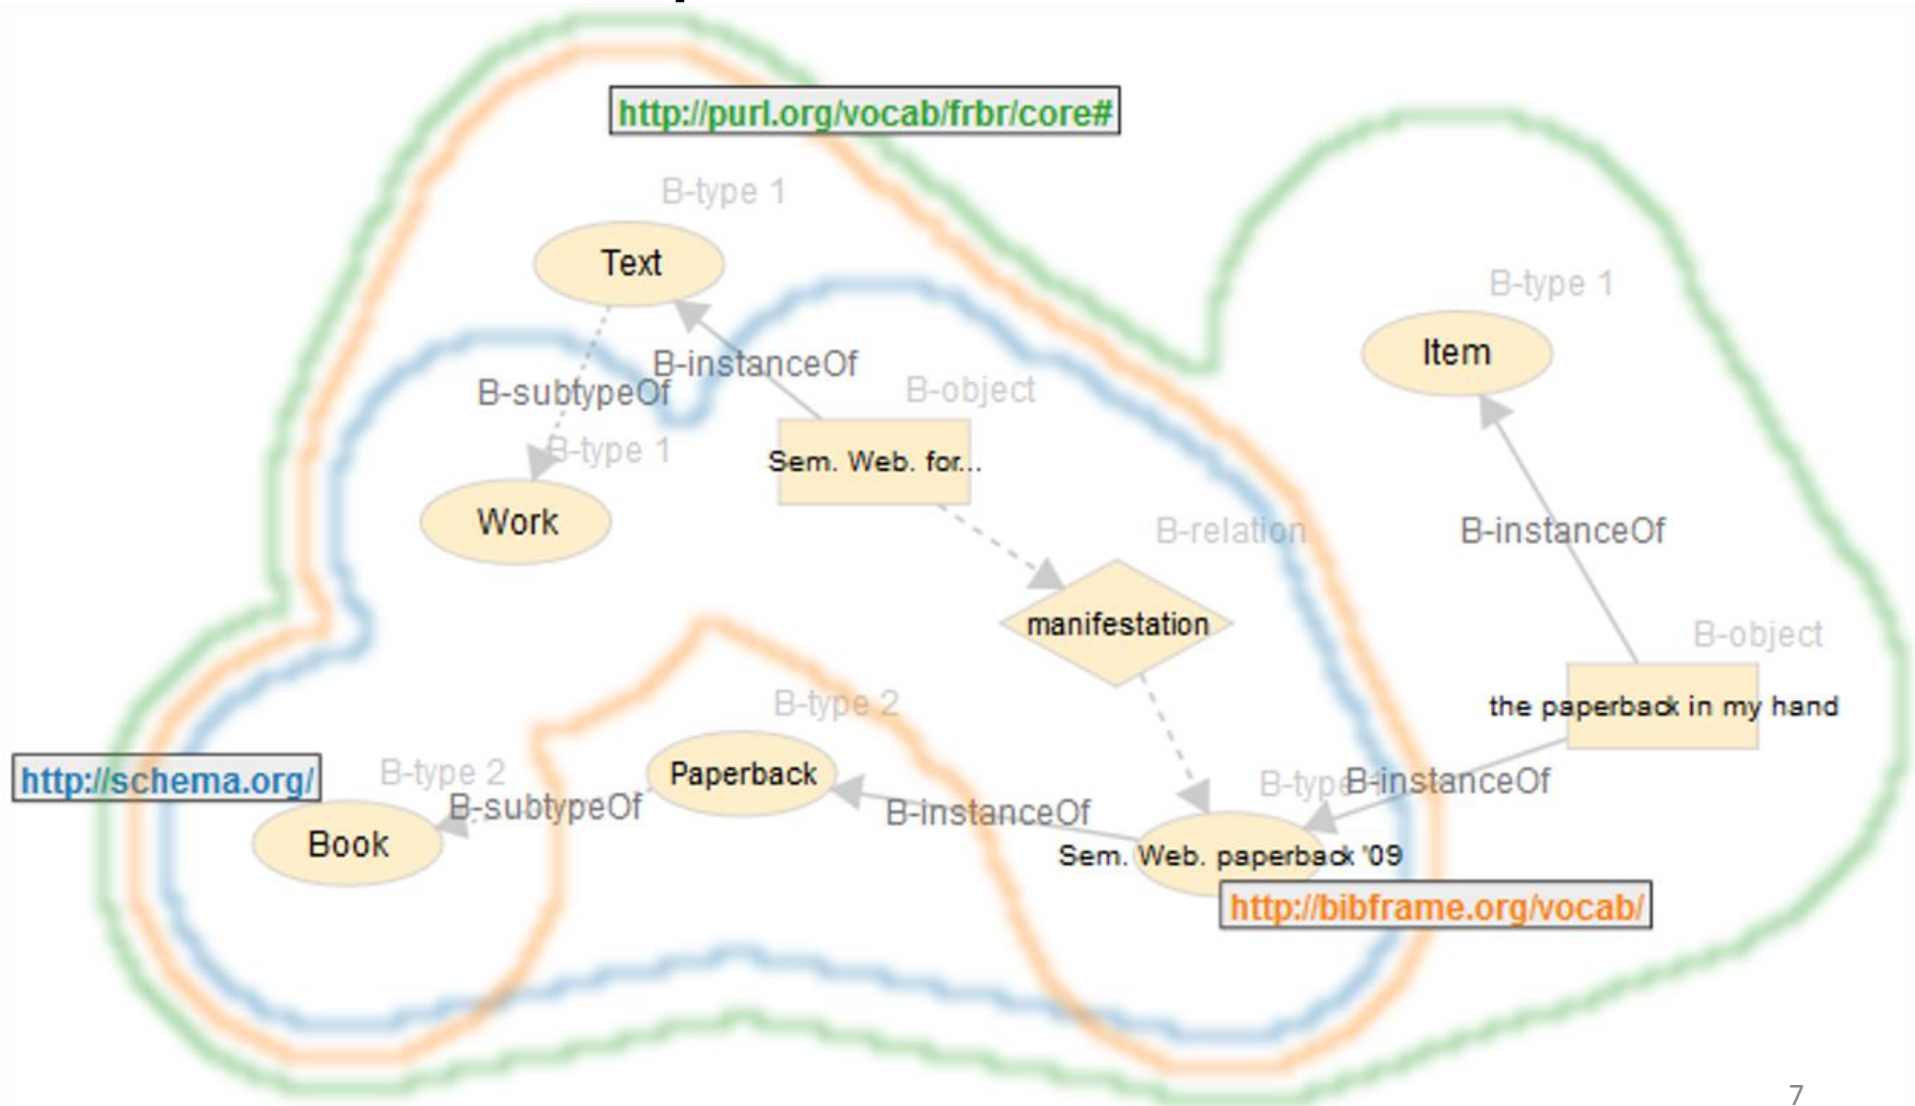 http://purl.org/vocab/frbr/core#
B-type 1
Text
B-type 1
Item
B-instanceOf
B-subtypeOf
B-object
B-type 1
Sem. Web. for...
Work
B-relation
B-instanceOf
manifestation
B-object
the paperback in my hand
B-type 2
http://schema.org/
B-type 2
Paperback
B-type 1
B-instanceOf
B-subtypeOf
B-instanceOf
Book
Sem. Web. paperback '09
http://bibframe.org/vocab/
7